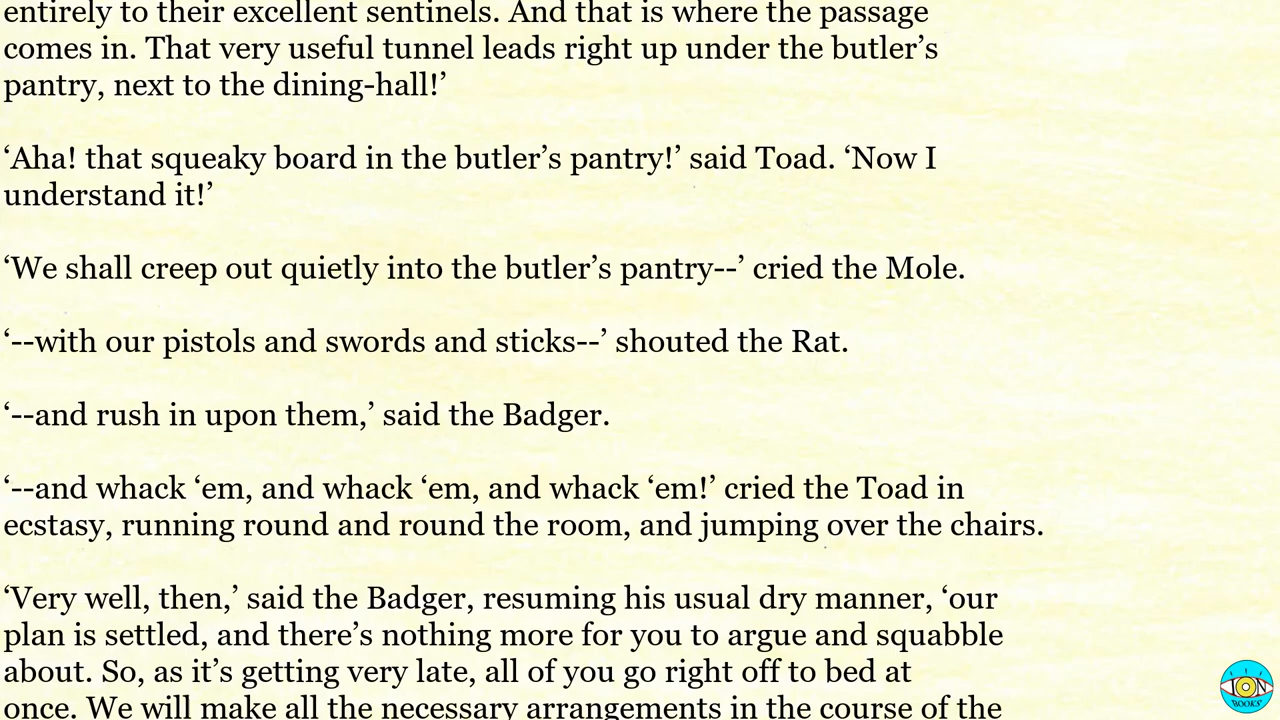 entirely to their excellent sentinels. And that is where the passage
comes in. That very useful tunnel leads right up under the butler’s
pantry, next to the dining-hall!’
‘Aha! that squeaky board in the butler’s pantry!’ said Toad. ‘Now I
understand it!’
‘We shall creep out quietly into the butler’s pantry--’ cried the Mole.
‘--with our pistols and swords and sticks--’ shouted the Rat.
‘--and rush in upon them,’ said the Badger.
‘--and whack ‘em, and whack ‘em, and whack ‘em!’ cried the Toad in
ecstasy, running round and round the room, and jumping over the chairs.
‘Very well, then,’ said the Badger, resuming his usual dry manner, ‘our
plan is settled, and there’s nothing more for you to argue and squabble
about. So, as it’s getting very late, all of you go right off to bed at
once. We will make all the necessary arrangements in the course of the
ION
BOOKS